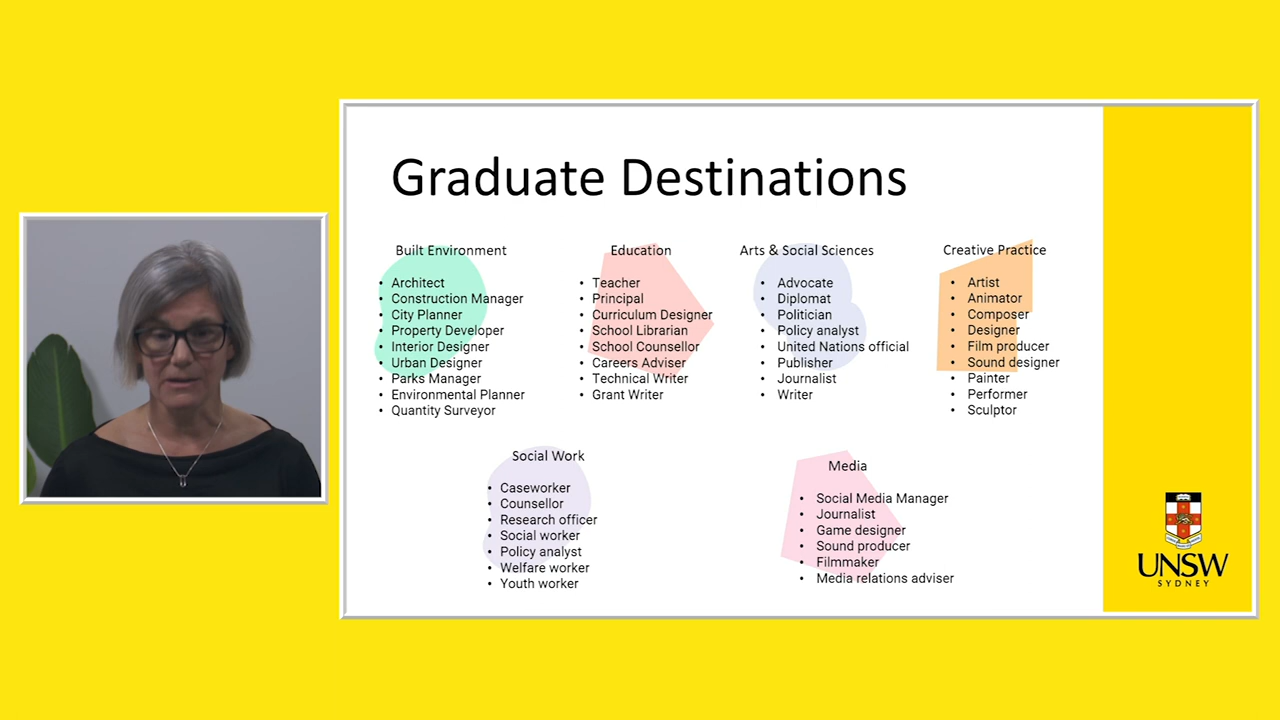 Graduate Destinations
Built Environment
• Architect
• Construction Manager
• City Planner
• Property Developer
• Interior Designer
• Urban Designer
• Parks Manager
• Environmental Planner
• Quantity Surveyor
Education
• Teacher
• Principal
• Curriculum Designer
• School Librarian
• School Counsellor
• Careers Adviser
• Technical Writer
• Grant Writer
Arts & Social Sciences
• Advocate
• Diplomat
• Politician
• Policy analyst
• United Nations official
• Publisher
• Journalist
• Writer
Creative Practice
• Artist
• Animator
• Composer
• Designer
• Film producer
• Sound designer
• Painter
• Performer
• Sculptor
Social Work
• Caseworker
• Counsellor
• Research officer
• Social worker
• Policy analyst
• Welfare worker
• Youth worker
Media
• Social Media Manager
• Journalist
• Game designer
• Sound producer
• Filmmaker
• Media relations adviser
UNSW
SYDNEY